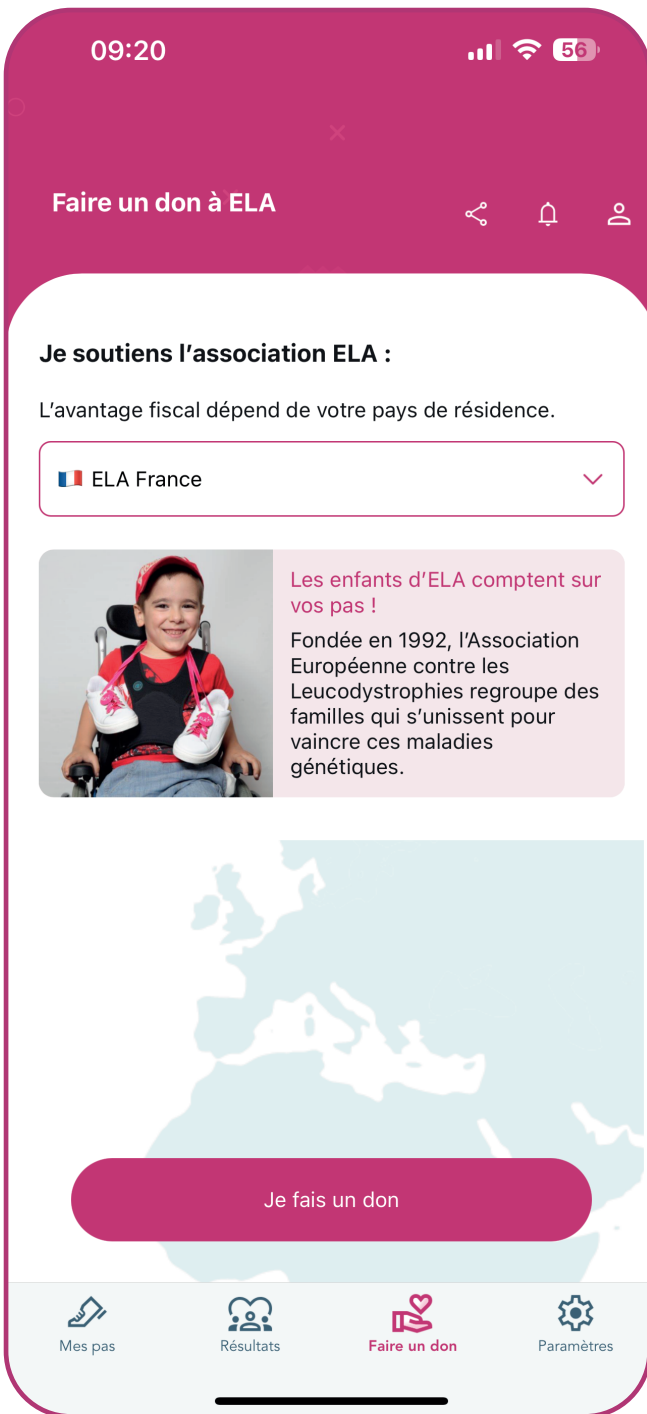 09:20
56
Faire un don à ELA
Je soutiens l’association ELA :
L’avantage fiscal dépend de votre pays de résidence.
🇫🇷 ELA France
Les enfants d’ELA comptent sur
vos pas !
Fondée en 1992, l’Association
Européenne contre les
Leucodystrophies regroupe des
familles qui s’unissent pour
vaincre ces maladies
génétiques.
Je fais un don
Mes pas
Résultats
Faire un don
Paramètres